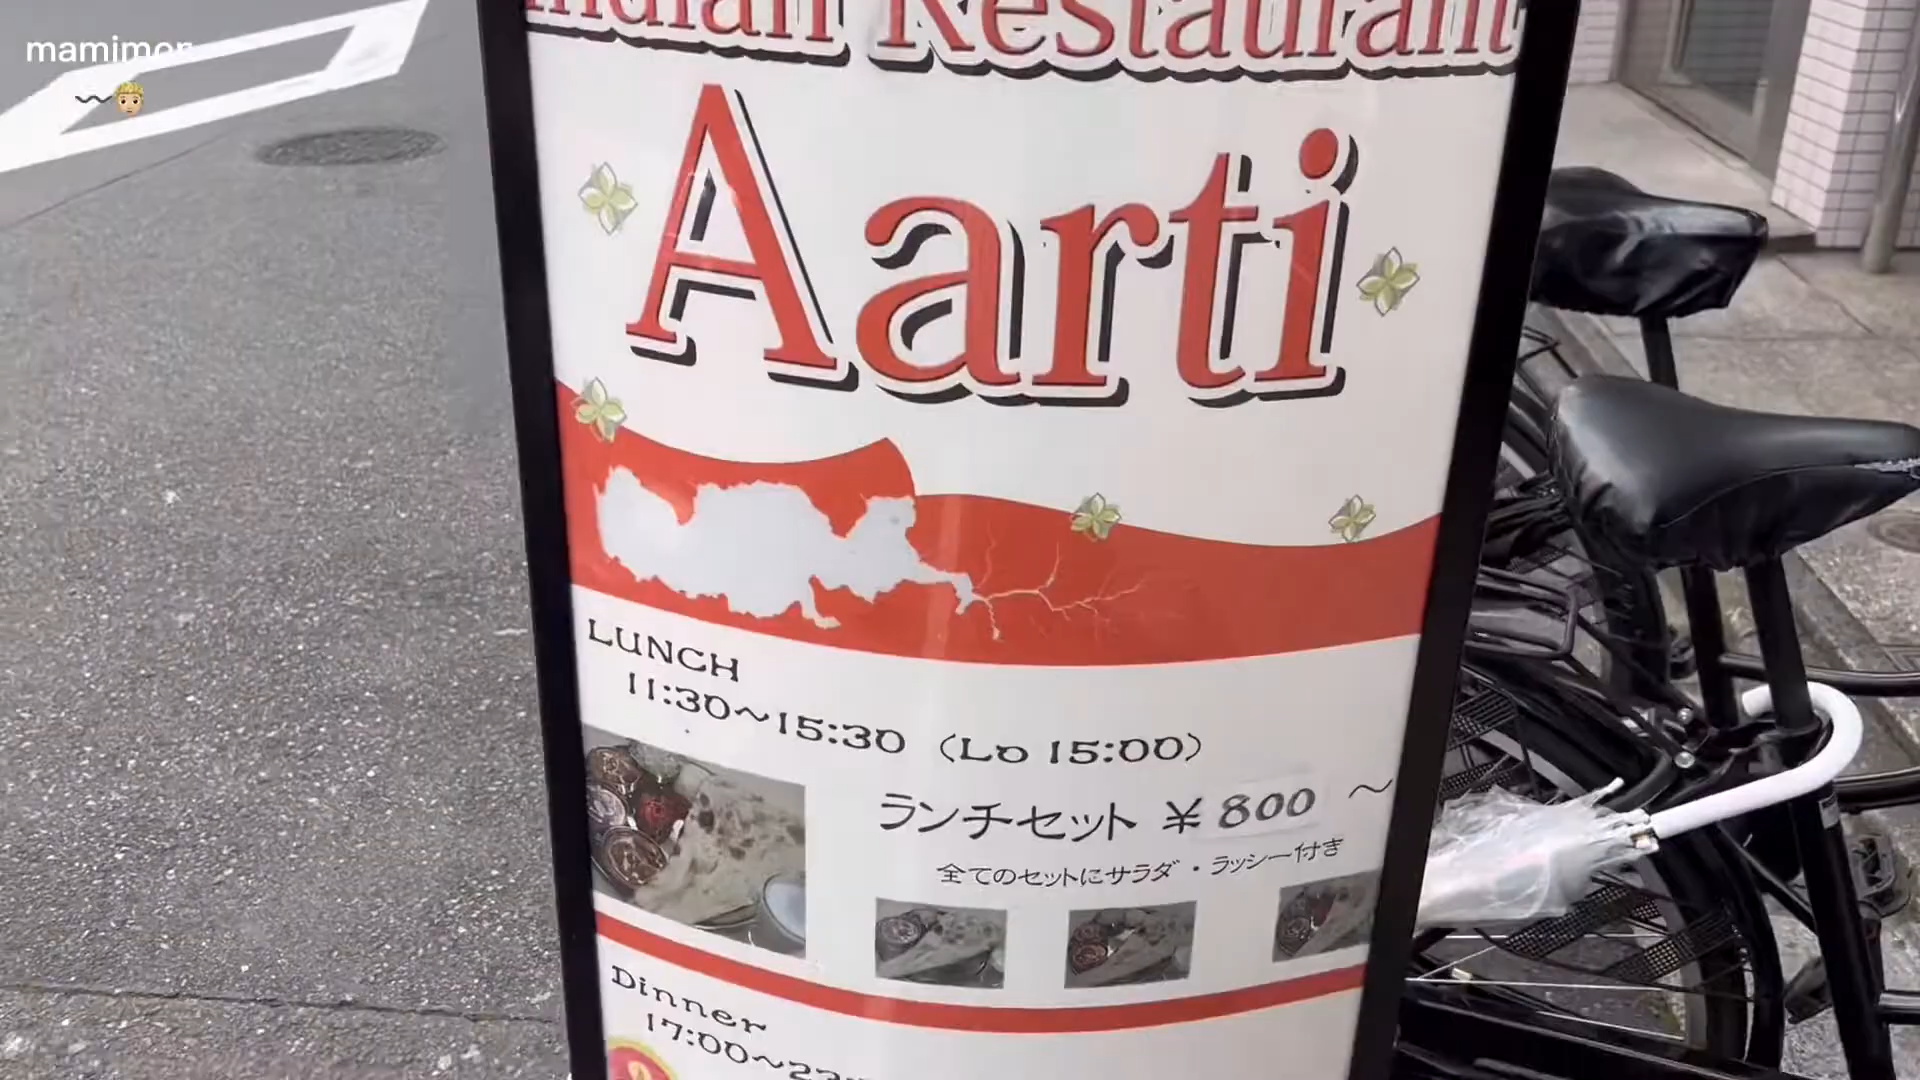 mamimor
Indian Restaurant
Aarti
LUNCH
11:30～15:30 (Lo 15:00)
ランチセット ¥800 ～
全てのセットにサラダ・ラッシー付き
Dinner
17:00～